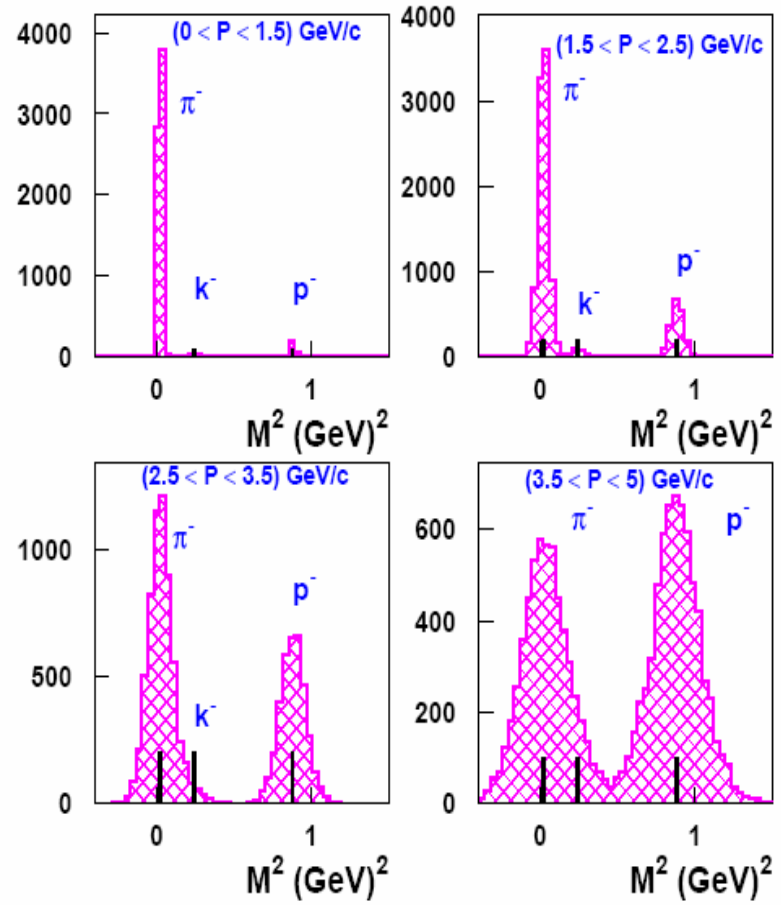 (0 < P < 1.5) GeV/c
4000
3000
2000
1000
0
π⁻
k⁻
p⁻
0 1
M² (GeV)²
(1.5 < P < 2.5) GeV/c
4000
3000
2000
1000
0
π⁻
k⁻
p⁻
0 1
M² (GeV)²
(2.5 < P < 3.5) GeV/c
1000
500
0
π⁻
k⁻
p⁻
0 1
M² (GeV)²
(3.5 < P < 5) GeV/c
600
400
200
0
π⁻
p⁻
0 1
M² (GeV)²